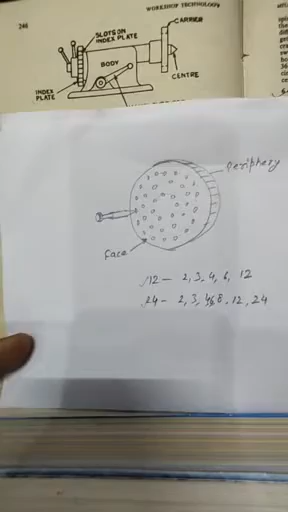 246
WORKSHOP TECHNOLOGY
SLOTS ON
INDEX PLATE
CARRIER
BODY
INDEX
PLATE
CENTRE
Periphery
Face
12 - 2, 3, 4, 6, 12
24 - 2, 3, 4, 6, 8, 12, 24